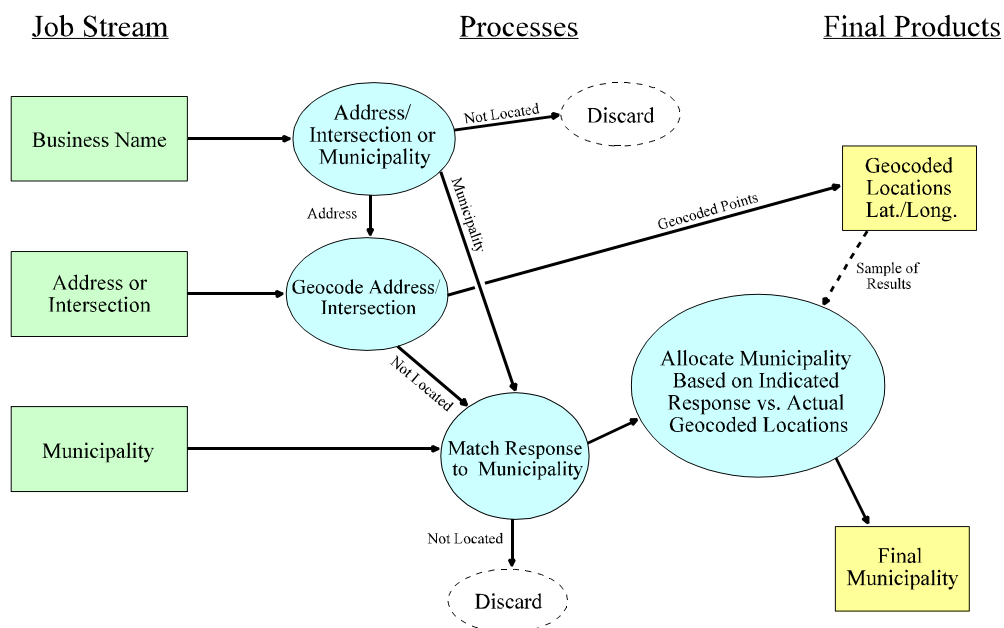 Job Stream
Processes
Final Products
Business Name
Address/
Intersection or
Municipality
Not Located
Discard
Address
Municipality
Geocoded Points
Geocoded
Locations
Lat./Long.
Address or
Intersection
Geocode Address/
Intersection
Sample of
Results
Not Located
Allocate Municipality
Based on Indicated
Response vs. Actual
Geocoded Locations
Municipality
Match Response
to Municipality
Not Located
Discard
Final
Municipality